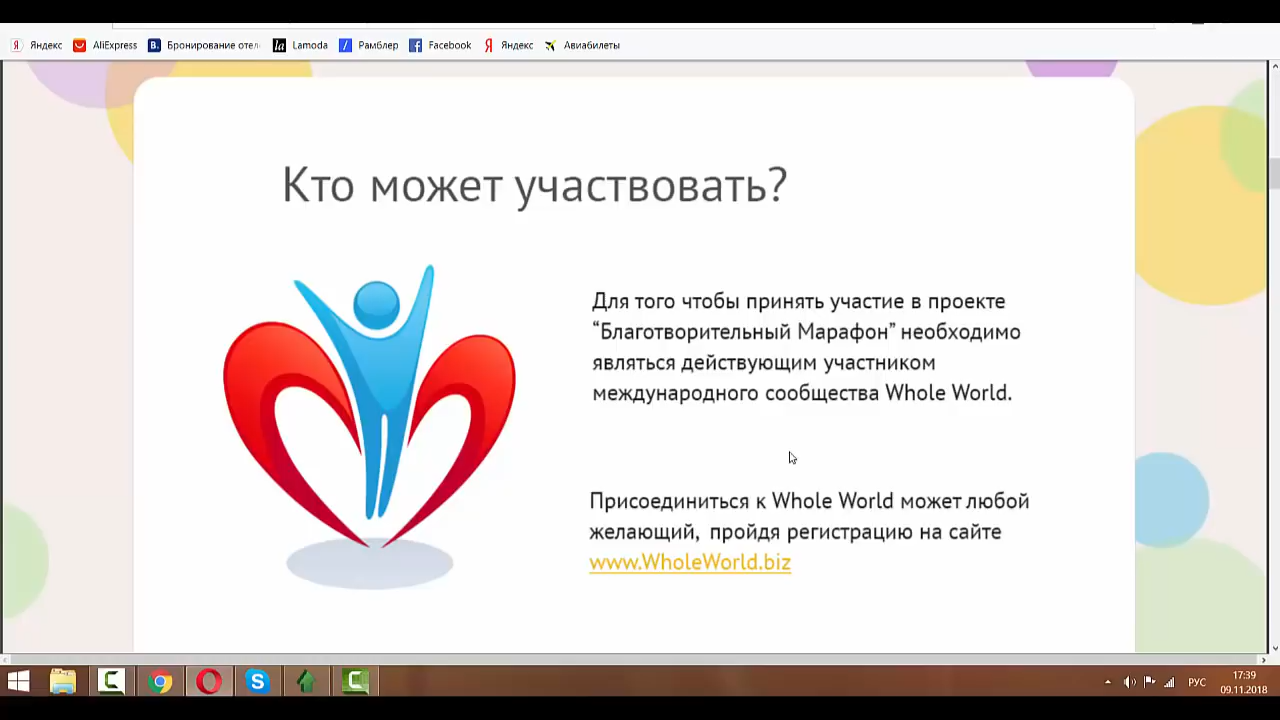 Яндекс AliExpress Бронирование отел Lamoda Рамблер Facebook Яндекс Авиабилеты
Кто может участвовать?
Для того чтобы принять участие в проекте
“Благотворительный Марафон” необходимо
являться действующим участником
международного сообщества Whole World.
Присоединиться к Whole World может любой
желающий, пройдя регистрацию на сайте
www.WholeWorld.biz
РУС
17:39
09.11.2018